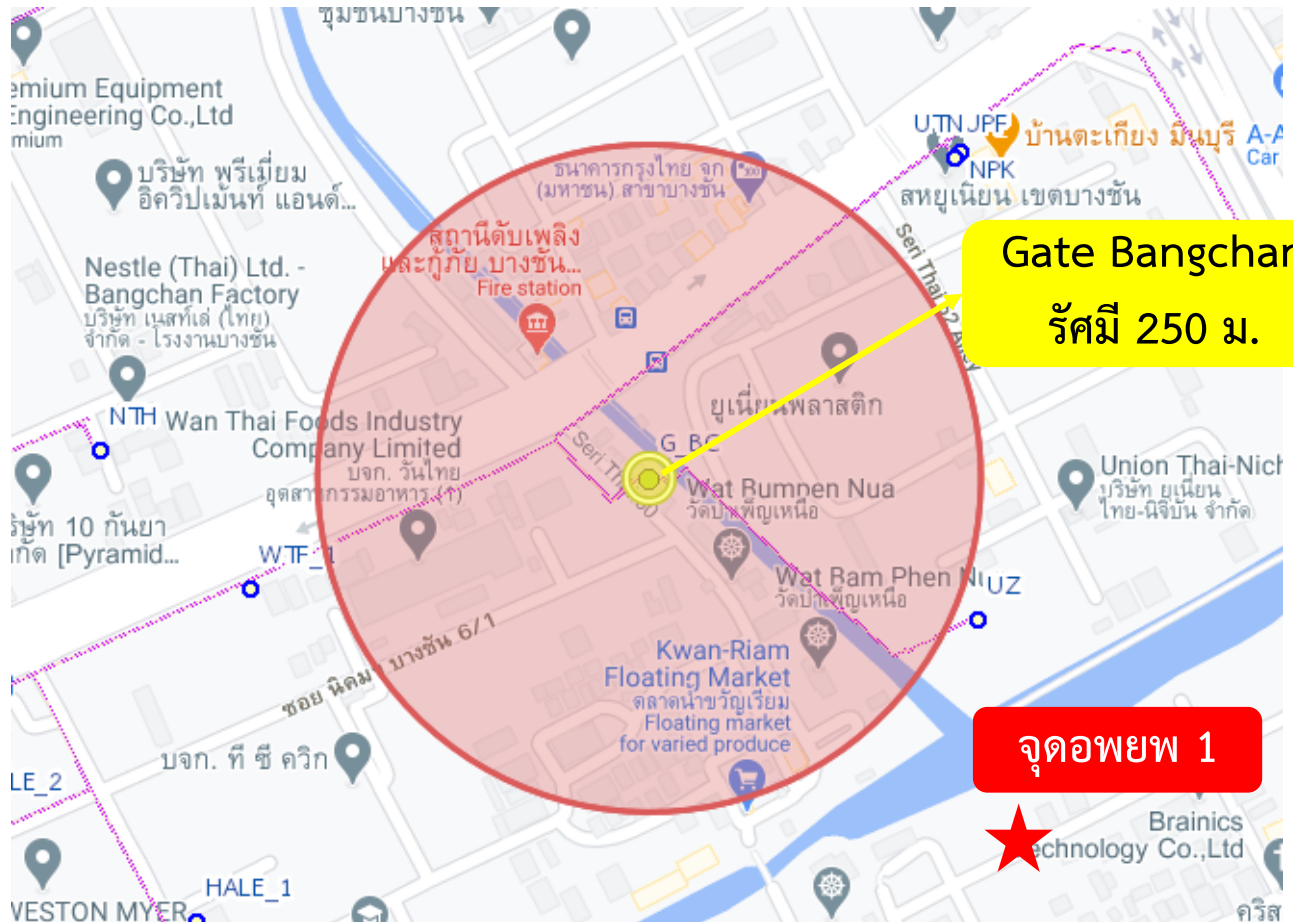 ชุมชนบางชัน
emium Equipment
Engineering Co.,Ltd
mium
บริษัท พรีเมี่ยม
อิควิปเม้นท์ แอนด์...
ธนาคารกรุงไทย จก
(มหาชน) สาขาบางชัน
UTN JPF
NPK
บ้านตะเกียง มีนบุรี
A-A
Car
สหยูเนี่ยน เขตบางชัน
สถานีดับเพลิง
และกู้ภัย บางชัน...
Fire station
Gate Bangchan
รัศมี 250 ม.
Nestle (Thai) Ltd. -
Bangchan Factory
บริษัท เนสท์เล่ (ไทย)
จำกัด - โรงงานบางชัน
ยูเนี่ยนพลาสติก
NTH
Wan Thai Foods Industry
Company Limited
บจก. วันไทย
อุตสาหกรรมอาหาร (1)
G_BC
Wat Bumpen Nua
วัดบำเพ็ญเหนือ
Union Thai-Nich
บริษัท ยูเนี่ยน
ไทย-นิจิบัน จำกัด
ริษัท 10 กันยา
กัด [Pyramid...
WTF_1
Wat Bam Phen Nu
วัดบำเพ็ญเหนือ
UZ
ซอย นิคมฯ บางชัน 6/1
Kwan-Riam
Floating Market
ตลาดน้ำขวัญเรียม
Floating market
for varied produce
บจก. ที ซี ควิก
จุดอพยพ 1
LE_2
Brainics
echnology Co.,Ltd
HALE_1
WESTON MYER
คริส